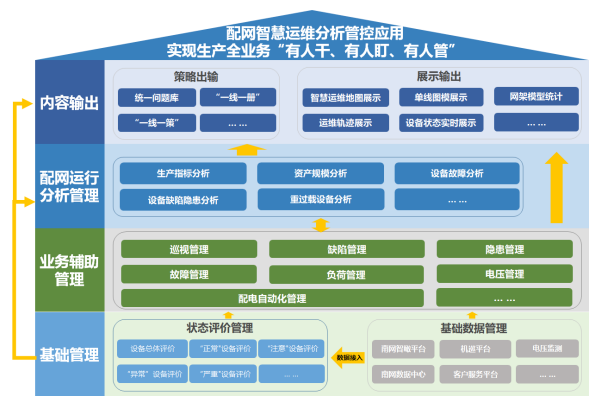 配网智慧运维分析管控应用
实现生产全业务“有人干、有人盯、有人管”
内容输出
策略出输
统一问题库
“一线一册”
“一线一策”
... ...
展示输出
智慧运维地图展示
单线图模展示
网架模型统计
运维轨迹展示
设备状态实时展示
... ...
配网运行
分析管理
生产指标分析
资产规模分析
设备故障分析
设备缺陷隐患分析
重过载设备分析
... ...
业务辅助
管理
巡视管理
缺陷管理
隐患管理
故障管理
负荷管理
电压管理
配电自动化管理
... ...
基础管理
状态评价管理
设备总体评价
“正常”设备评价
“注意”设备评价
“异常”设备评价
“严重”设备评价
... ...
数据接入
基础数据管理
南网智瞰平台
机巡平台
电压监测
南网数据中心
客户服务平台
... ...